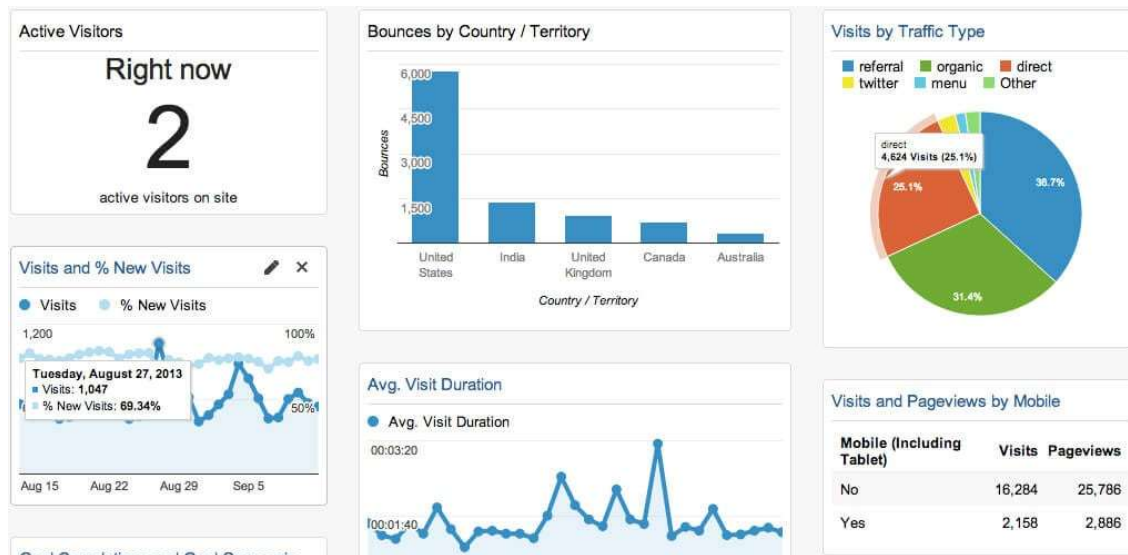 Active Visitors
Right now
2
active visitors on site
Visits and % New Visits
Visits % New Visits
1,200 100%
Tuesday, August 27, 2013
Visits: 1,047
% New Visits: 69.34%
50%
Aug 15 Aug 22 Aug 29 Sep 5
Bounces by Country / Territory
6,000
4,500
3,000
1,500
Bounces
United States
India
United Kingdom
Canada
Australia
Country / Territory
Avg. Visit Duration
Avg. Visit Duration
00:03:20
00:01:40
Visits by Traffic Type
referral organic direct
twitter menu Other
direct
4,624 Visits (25.1%)
25.1%
36.7%
31.4%
Visits and Pageviews by Mobile
Mobile (Including Tablet) Visits Pageviews
No 16,284 25,786
Yes 2,158 2,886